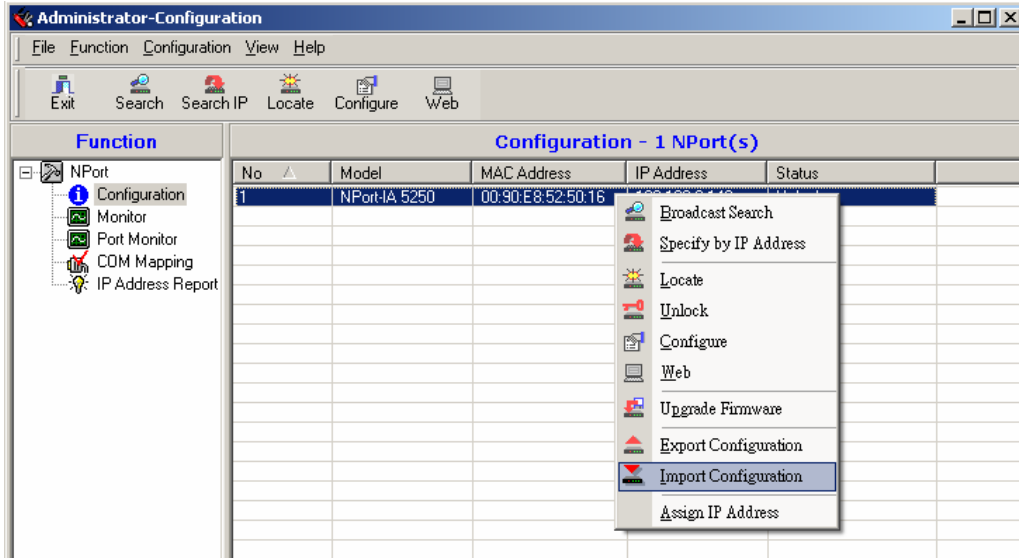 Administrator-Configuration
File Function Configuration View Help
Exit Search Search IP Locate Configure Web
Function
NPort
Configuration
Monitor
Port Monitor
COM Mapping
IP Address Report
Configuration - 1 NPort(s)
No Model MAC Address IP Address Status
1 NPort-IA 5250 00:90:E8:52:50:16
Broadcast Search
Specify by IP Address
Locate
Unlock
Configure
Web
Upgrade Firmware
Export Configuration
Import Configuration
Assign IP Address